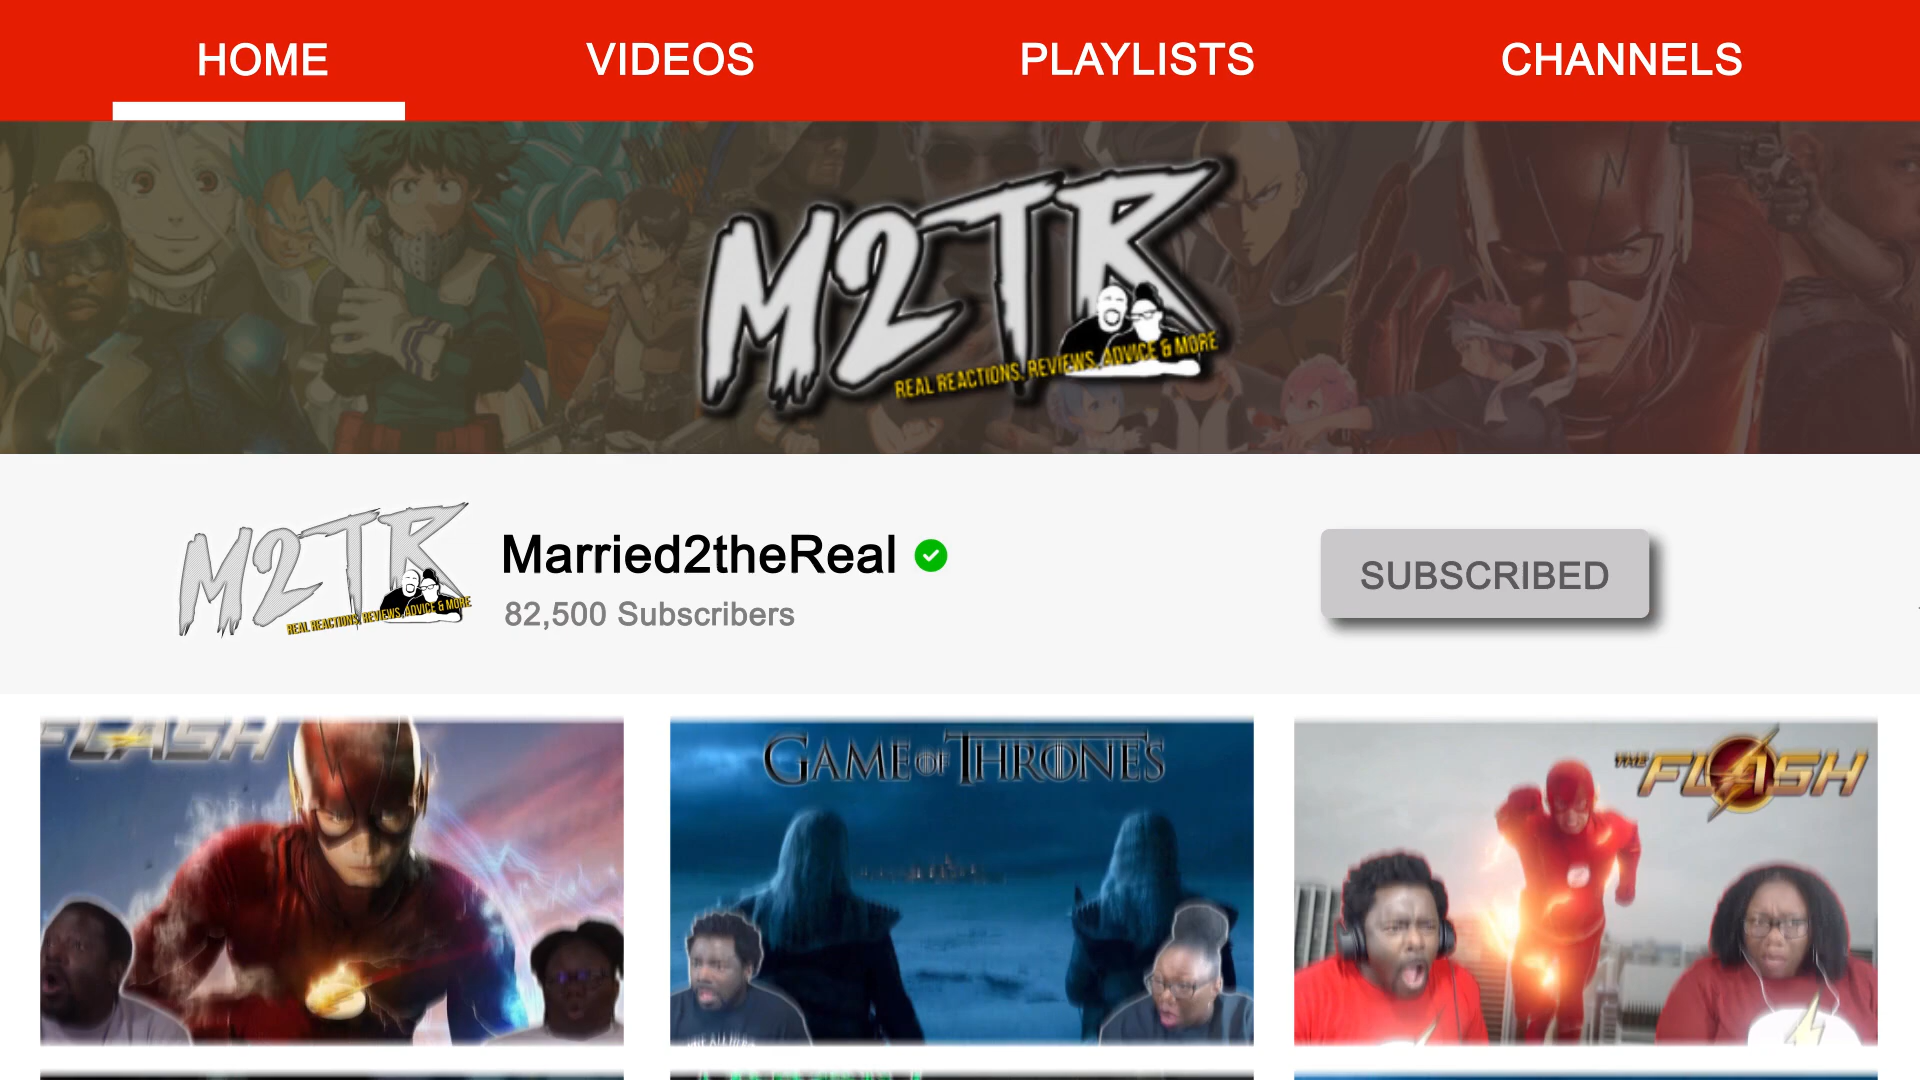 HOME VIDEOS PLAYLISTS CHANNELS
M2TR
REAL REACTIONS, REVIEWS, ADVICE & MORE
M2TR
REAL REACTIONS, REVIEWS, ADVICE & MORE
Married2theReal
82,500 Subscribers
SUBSCRIBED
FLASH
GAME OF THRONES
THE FLASH